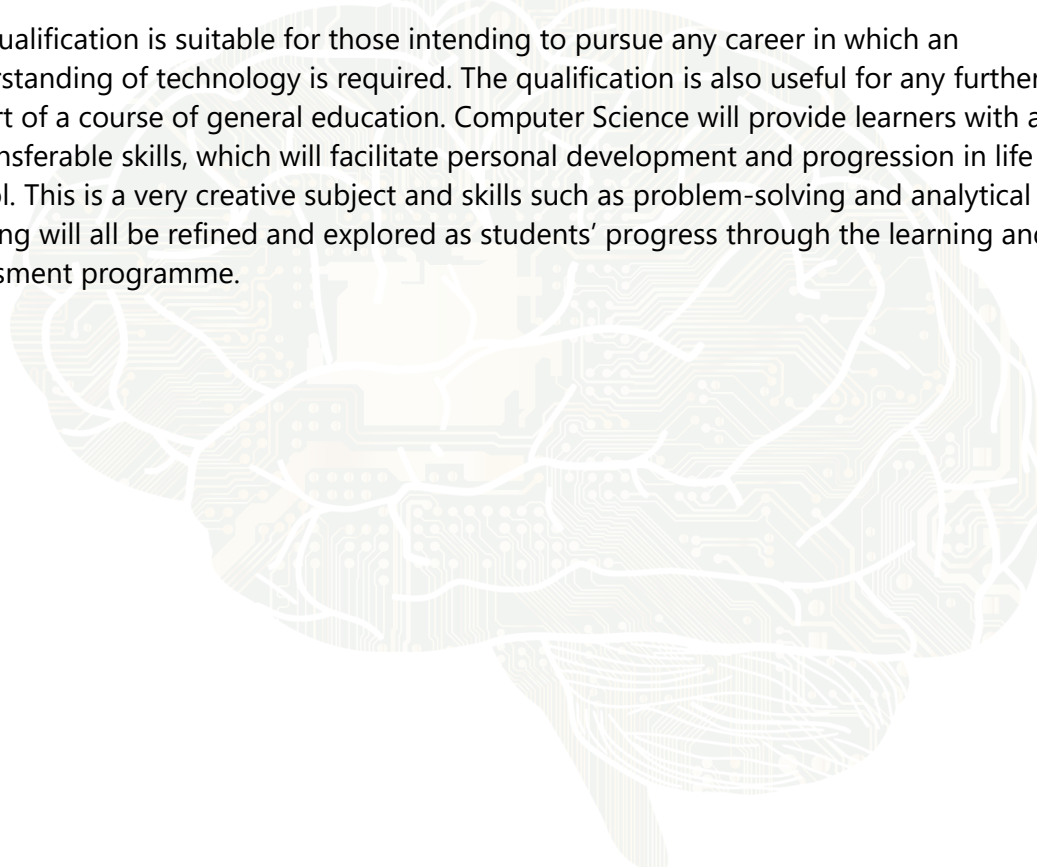 ualification is suitable for those intending to pursue any career in which an
rstanding of technology is required. The qualification is also useful for any further
rt of a course of general education. Computer Science will provide learners with a
nsferable skills, which will facilitate personal development and progression in life
l. This is a very creative subject and skills such as problem-solving and analytical
ng will all be refined and explored as students’ progress through the learning and
sment programme.